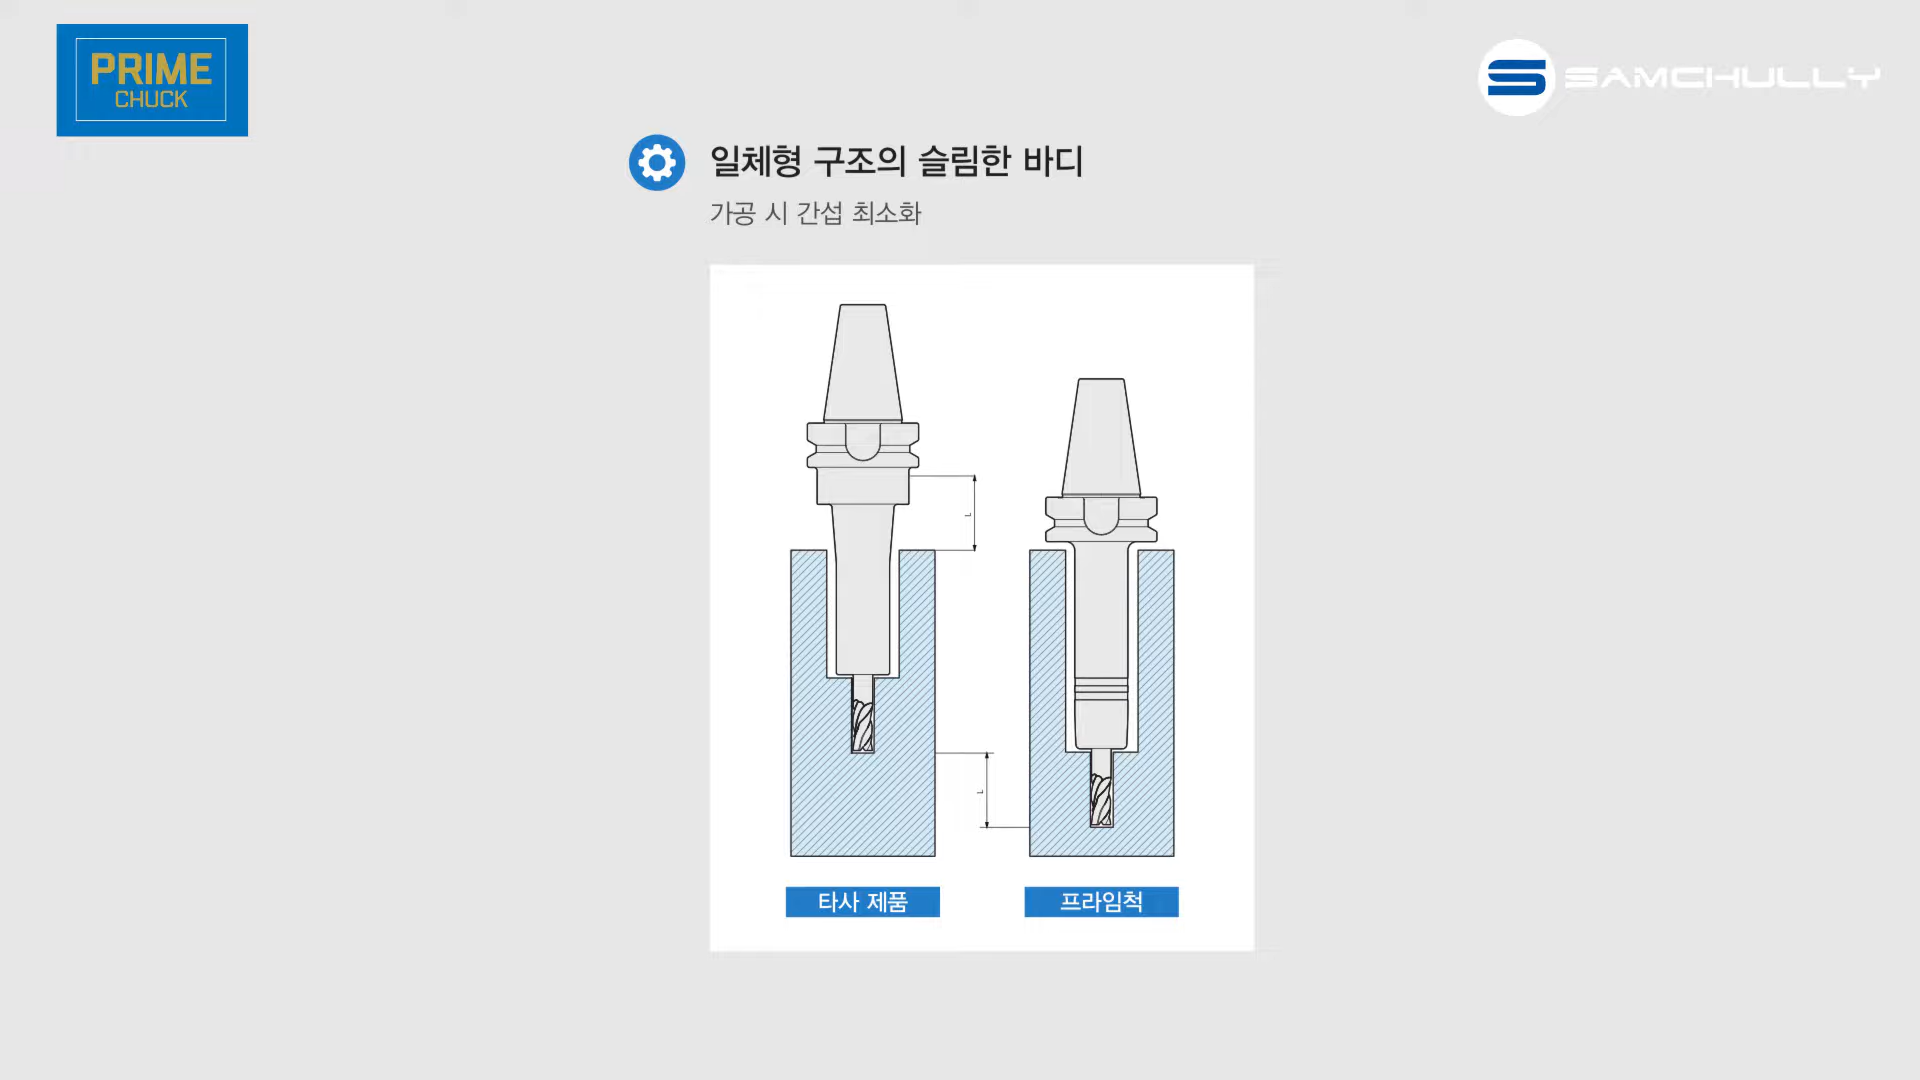 PRIME
CHUCK
SAMCHULLY
일체형 구조의 슬림한 바디
가공 시 간섭 최소화
L
L
타사 제품
프라임척